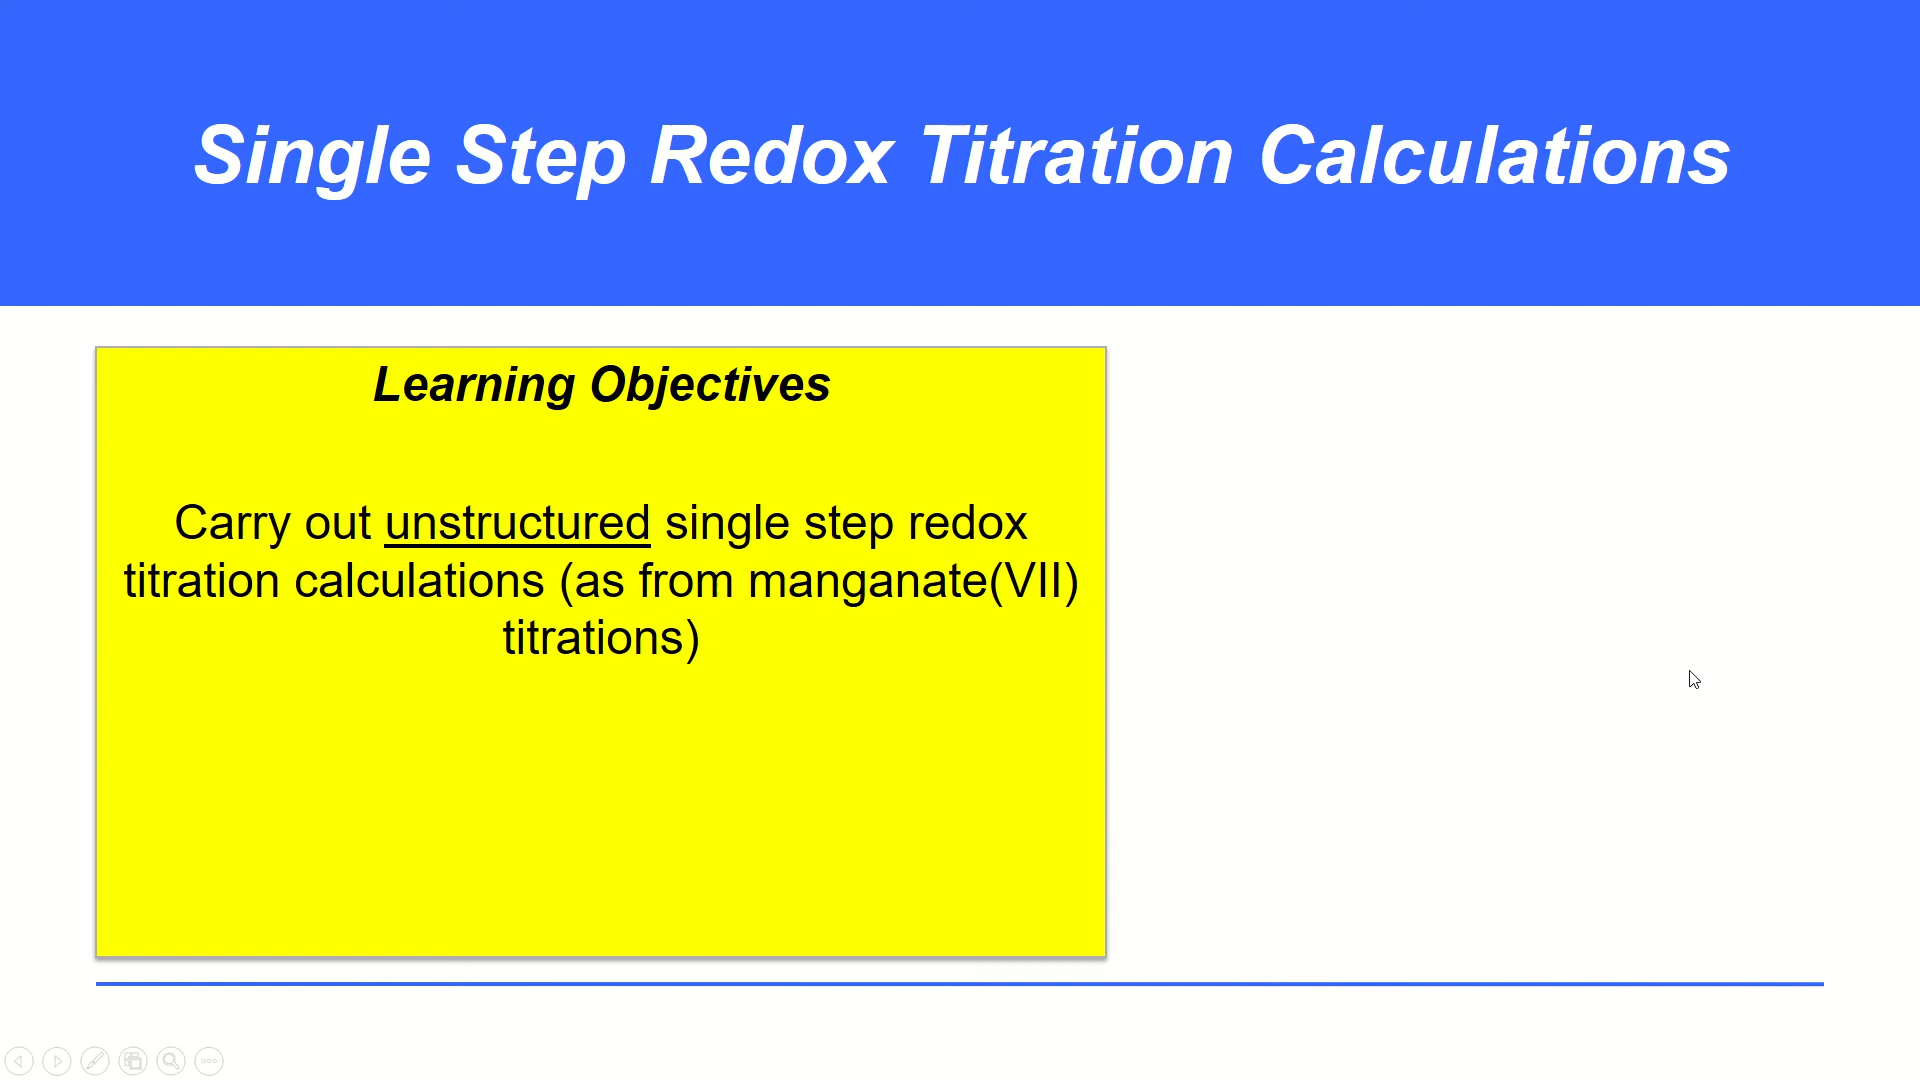 Single Step Redox Titration Calculations
Learning Objectives
Carry out unstructured single step redox
titration calculations (as from manganate(VII)
titrations)